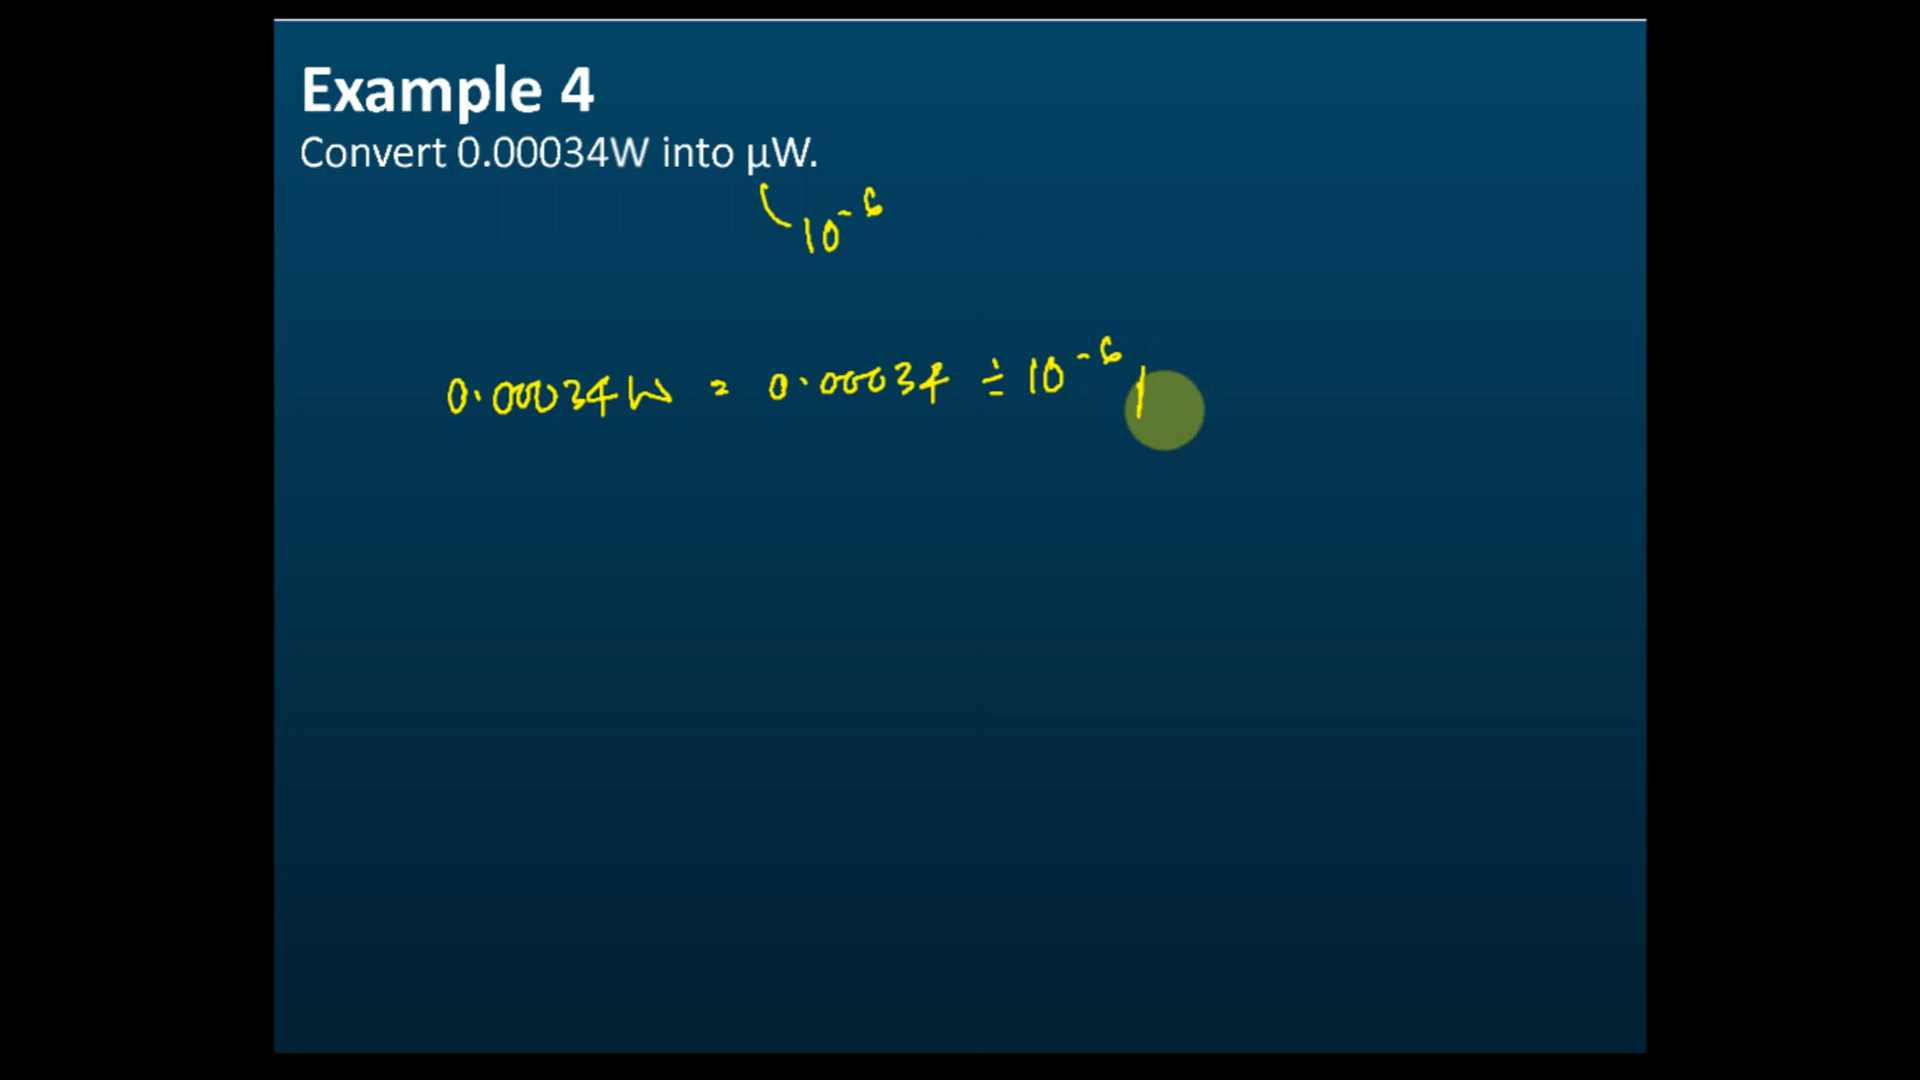 Example 4
Convert 0.00034W into μW.
10⁻⁶
0.00034W = 0.00034 ÷ 10⁻⁶